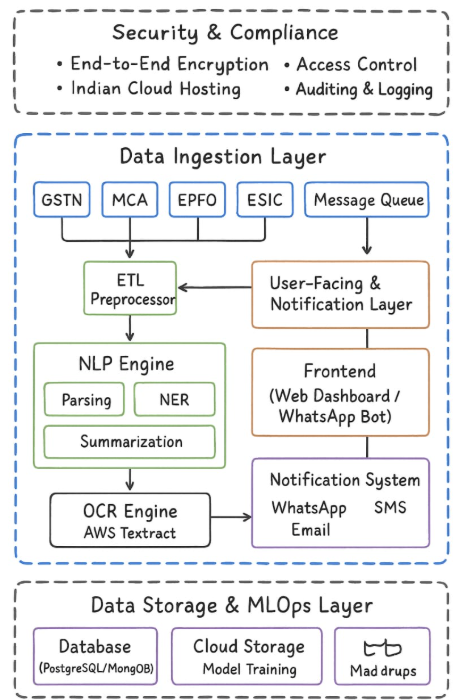 Security & Compliance
• End-to-End Encryption • Access Control
• Indian Cloud Hosting • Auditing & Logging
Data Ingestion Layer
GSTN MCA EPFO ESIC Message Queue
ETL
Preprocessor
User-Facing &
Notification Layer
NLP Engine
Parsing NER
Summarization
Frontend
(Web Dashboard /
WhatsApp Bot)
OCR Engine
AWS Textract
Notification System
WhatsApp SMS
Email
Data Storage & MLOps Layer
Database
(PostgreSQL/MongOB)
Cloud Storage
Model Training
Mad drups